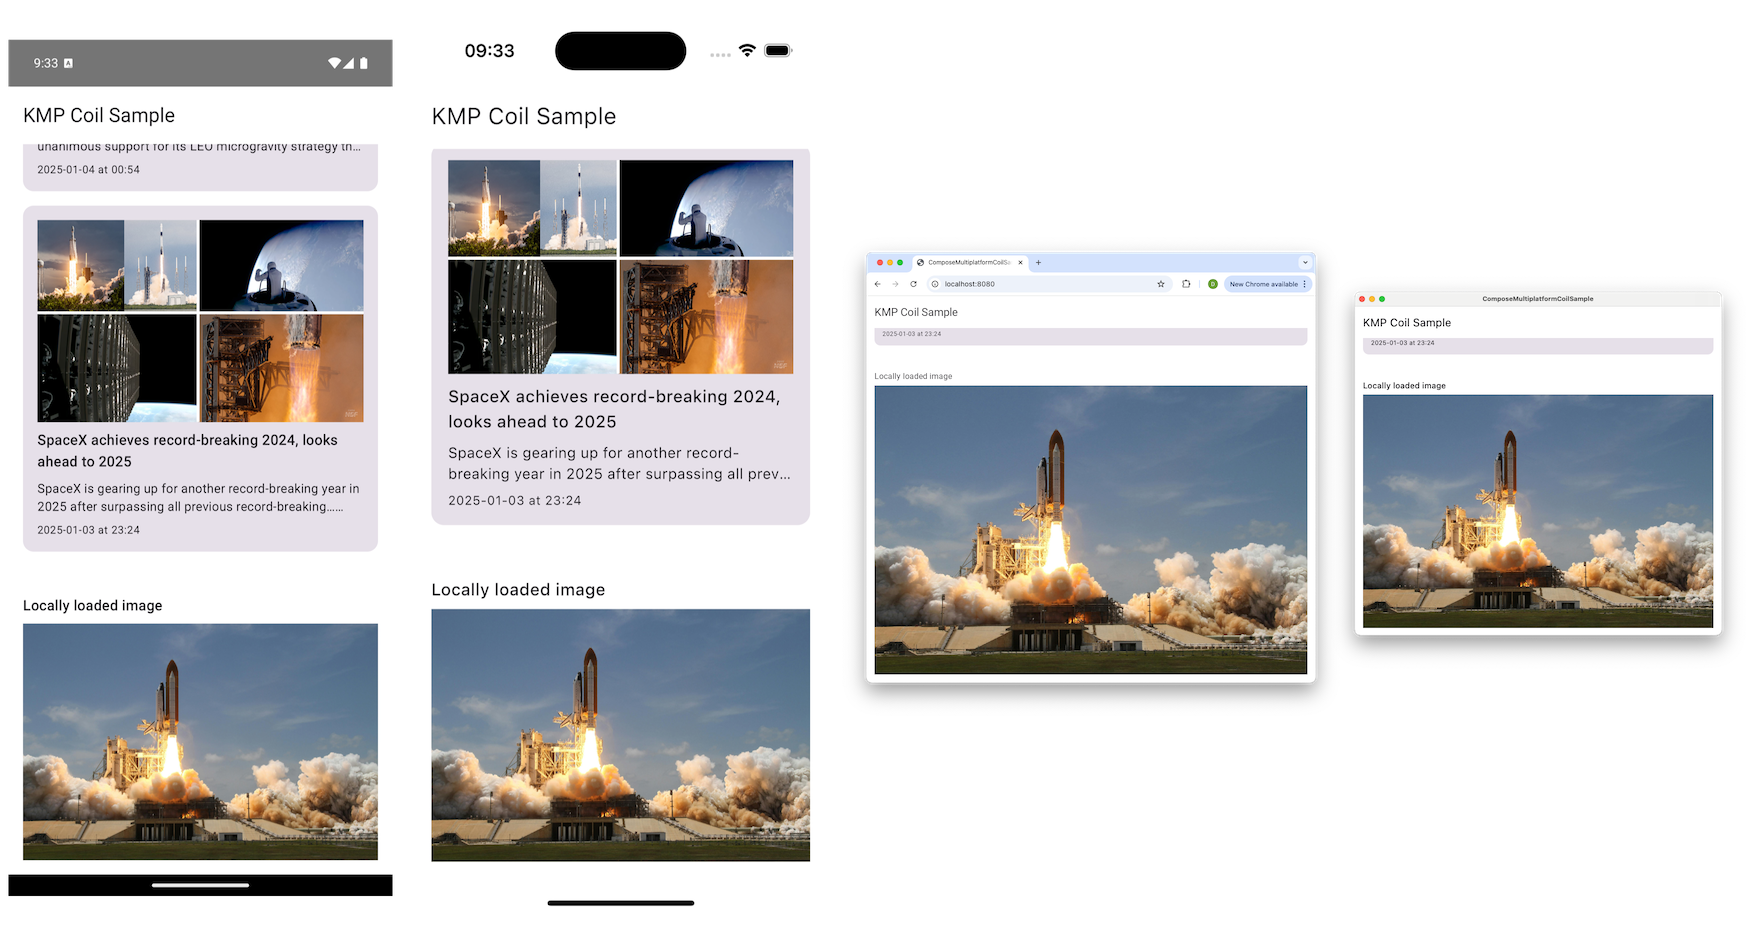 9:33
KMP Coil Sample
unanimous support for its LEO microgravity strategy th...
2025-01-04 at 00:54
SpaceX achieves record-breaking 2024, looks
ahead to 2025
SpaceX is gearing up for another record-breaking year in
2025 after surpassing all previous record-breaking……
2025-01-03 at 23:24
Locally loaded image
09:33
KMP Coil Sample
SpaceX achieves record-breaking 2024,
looks ahead to 2025
SpaceX is gearing up for another record-
breaking year in 2025 after surpassing all prev...
2025-01-03 at 23:24
Locally loaded image
ComposeMultiplatformCoilSa
localhost:8080
New Chrome available
KMP Coil Sample
2025-01-03 at 23:24
Locally loaded image
ComposeMultiplatformCoilSample
KMP Coil Sample
2025-01-03 at 23:24
Locally loaded image